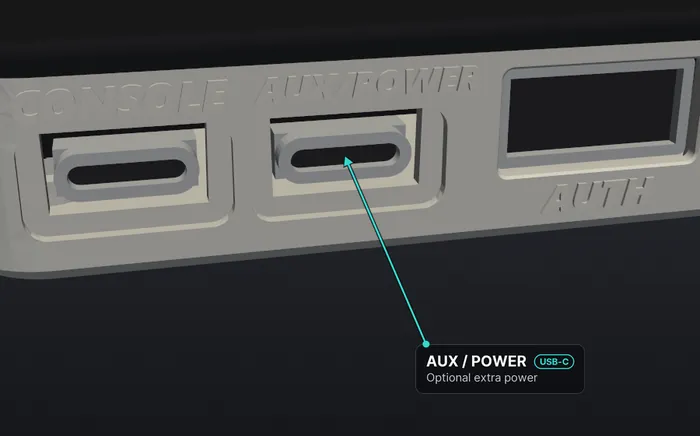 CONSOLE
AUX/POWER
AUTH
AUX / POWER USB-C
Optional extra power